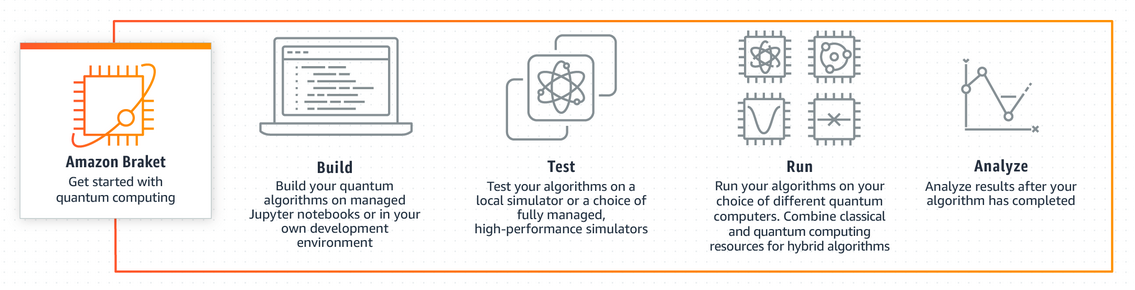 Amazon Braket
Get started with
quantum computing
Build
Build your quantum
algorithms on managed
Jupyter notebooks or in your
own development
environment
Test
Test your algorithms on a
local simulator or a choice of
fully managed,
high-performance simulators
Run
Run your algorithms on your
choice of different quantum
computers. Combine classical
and quantum computing
resources for hybrid algorithms
Analyze
Analyze results after your
algorithm has completed